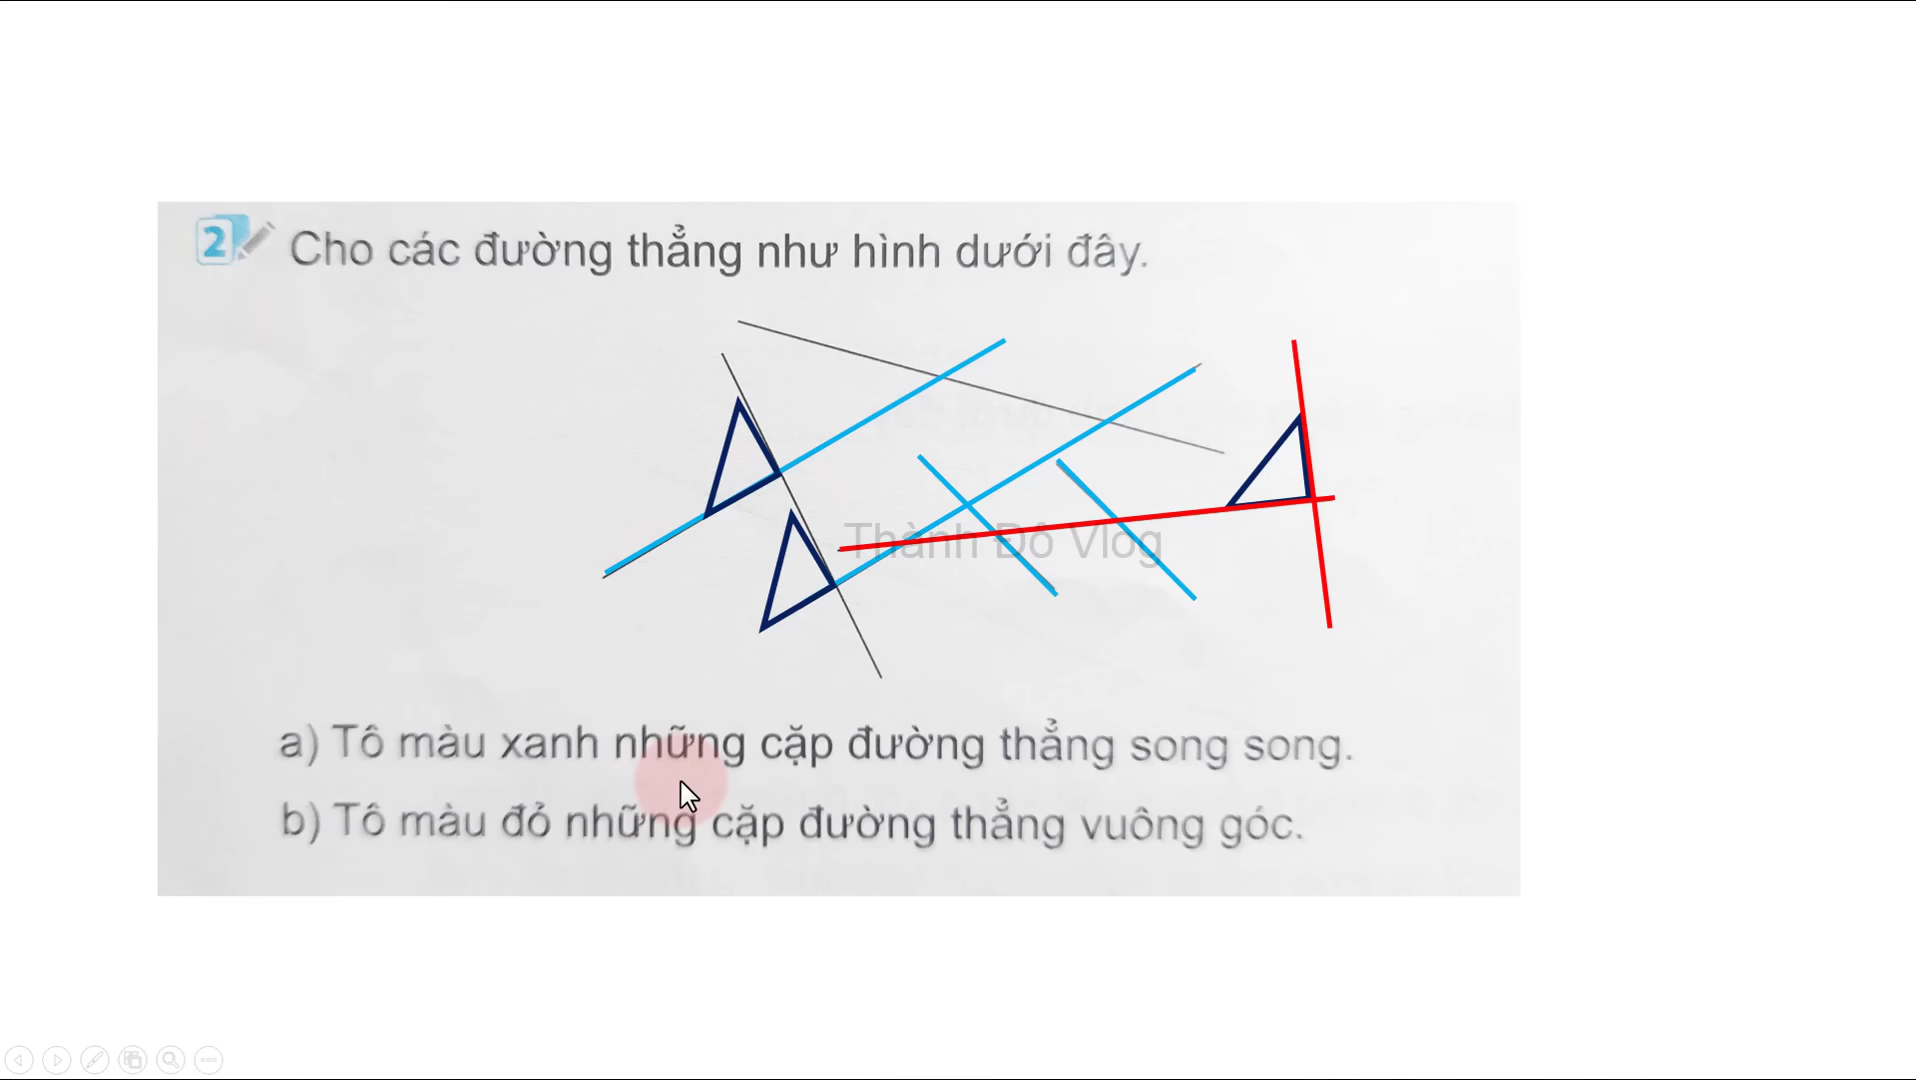 2 Cho các đường thẳng như hình dưới đây.
Thành Đô Vlog
a) Tô màu xanh những cặp đường thẳng song song.
b) Tô màu đỏ những cặp đường thẳng vuông góc.